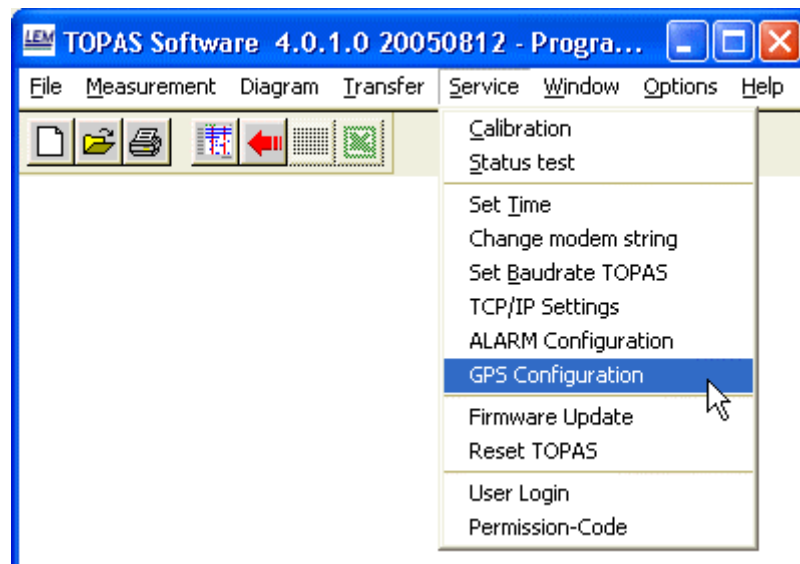 LEM TOPAS Software 4.0.1.0 20050812 - Progra...
File Measurement Diagram Transfer Service Window Options Help
Calibration
Status test
Set Time
Change modem string
Set Baudrate TOPAS
TCP/IP Settings
ALARM Configuration
GPS Configuration
Firmware Update
Reset TOPAS
User Login
Permission-Code